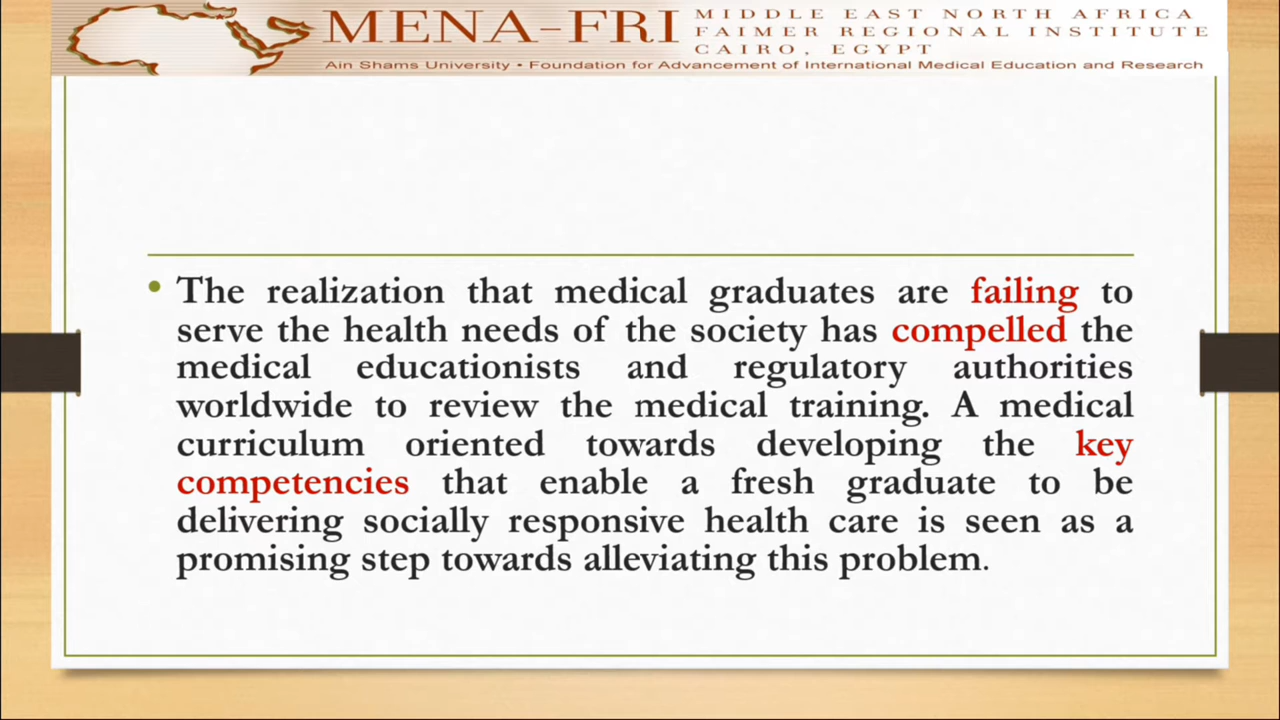 MENA-FRI
MIDDLE EAST NORTH AFRICA
FAIMER REGIONAL INSTITUTE
CAIRO, EGYPT
Ain Shams University • Foundation for Advancement of International Medical Education and Research
• The realization that medical graduates are failing to
serve the health needs of the society has compelled the
medical educationists and regulatory authorities
worldwide to review the medical training. A medical
curriculum oriented towards developing the key
competencies that enable a fresh graduate to be
delivering socially responsive health care is seen as a
promising step towards alleviating this problem.